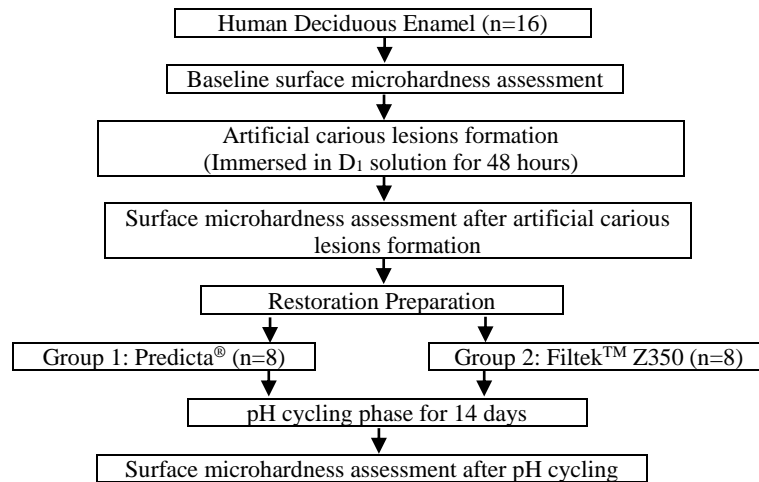 Human Deciduous Enamel (n=16)
Baseline surface microhardness assessment
Artificial carious lesions formation
(Immersed in D₁ solution for 48 hours)
Surface microhardness assessment after artificial carious
lesions formation
Restoration Preparation
Group 1: Predicta® (n=8)
Group 2: Filtek™ Z350 (n=8)
pH cycling phase for 14 days
Surface microhardness assessment after pH cycling